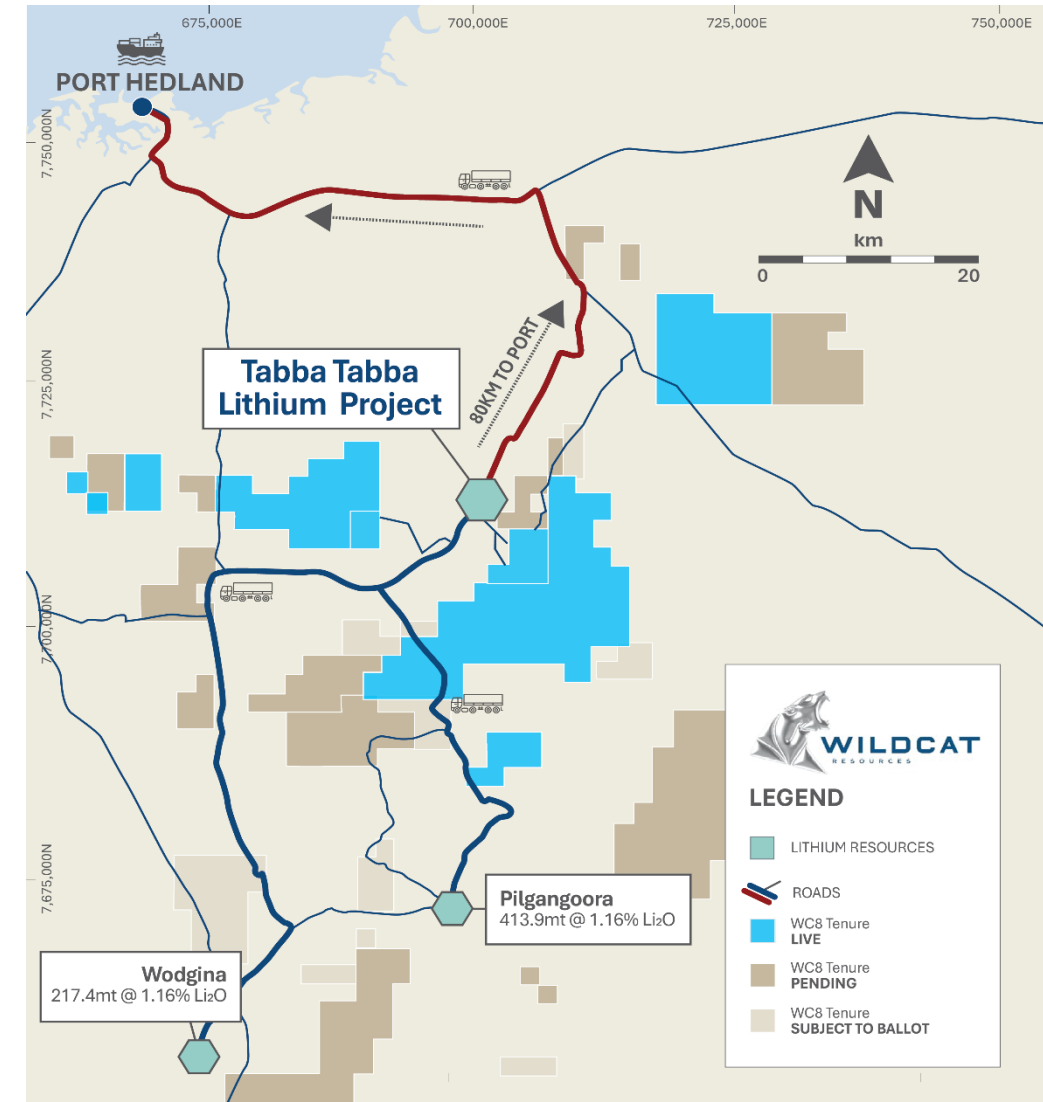 675,000E
700,000E
725,000E
750,000E
PORT HEDLAND
7,750,000N
N
km
0
20
80KM TO PORT
Tabba Tabba
Lithium Project
7,725,000N
7,700,000N
7,675,000N
Pilgangoora
413.9mt @ 1.16% Li₂O
Wodgina
217.4mt @ 1.16% Li₂O
WILDCAT
RESOURCES
LEGEND
LITHIUM RESOURCES
ROADS
WC8 Tenure
LIVE
WC8 Tenure
PENDING
WC8 Tenure
SUBJECT TO BALLOT